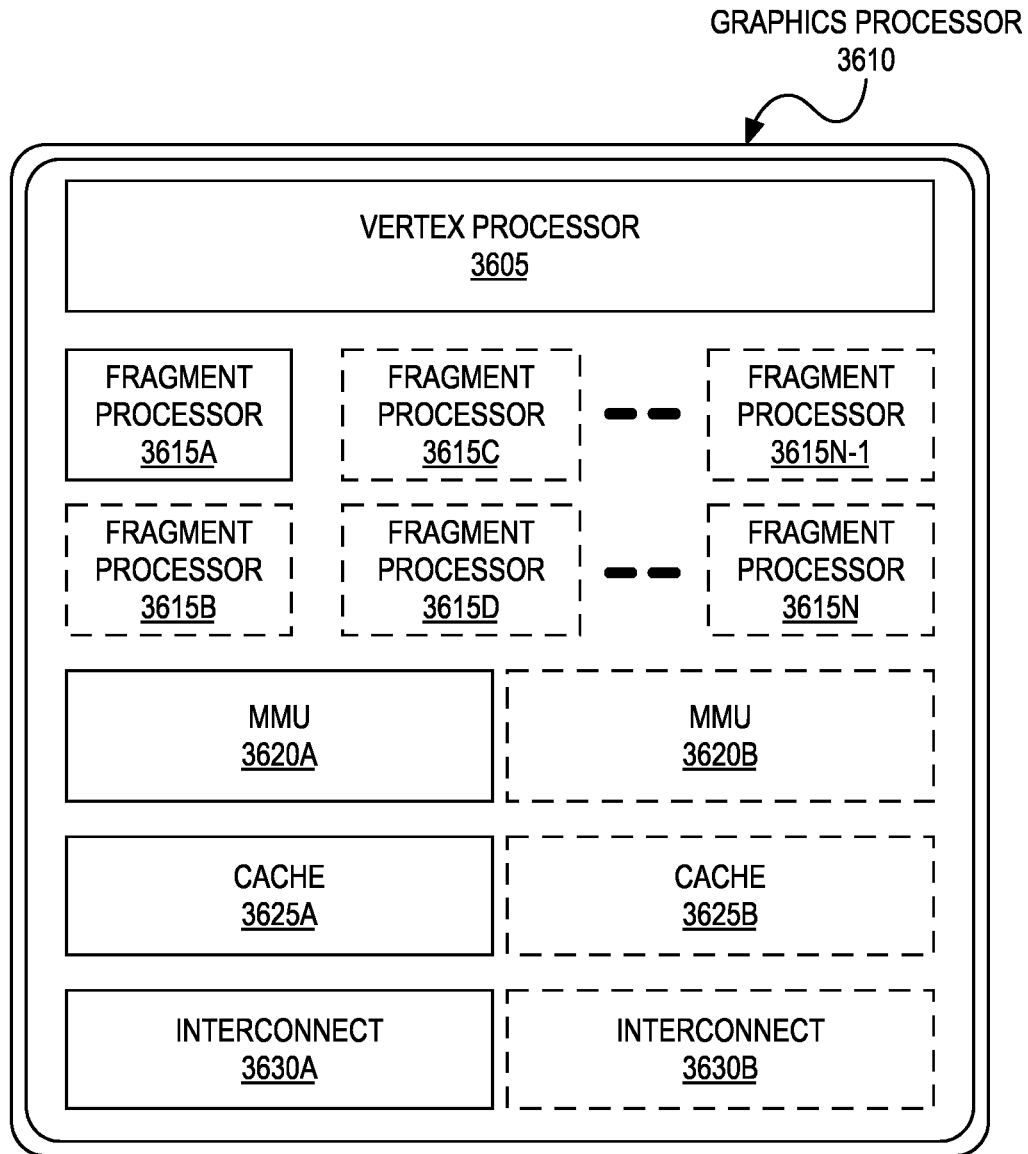 GRAPHICS PROCESSOR
3610
VERTEX PROCESSOR
3605
FRAGMENT
PROCESSOR
3615A
FRAGMENT
PROCESSOR
3615C
FRAGMENT
PROCESSOR
3615N-1
FRAGMENT
PROCESSOR
3615B
FRAGMENT
PROCESSOR
3615D
FRAGMENT
PROCESSOR
3615N
MMU
3620A
MMU
3620B
CACHE
3625A
CACHE
3625B
INTERCONNECT
3630A
INTERCONNECT
3630B